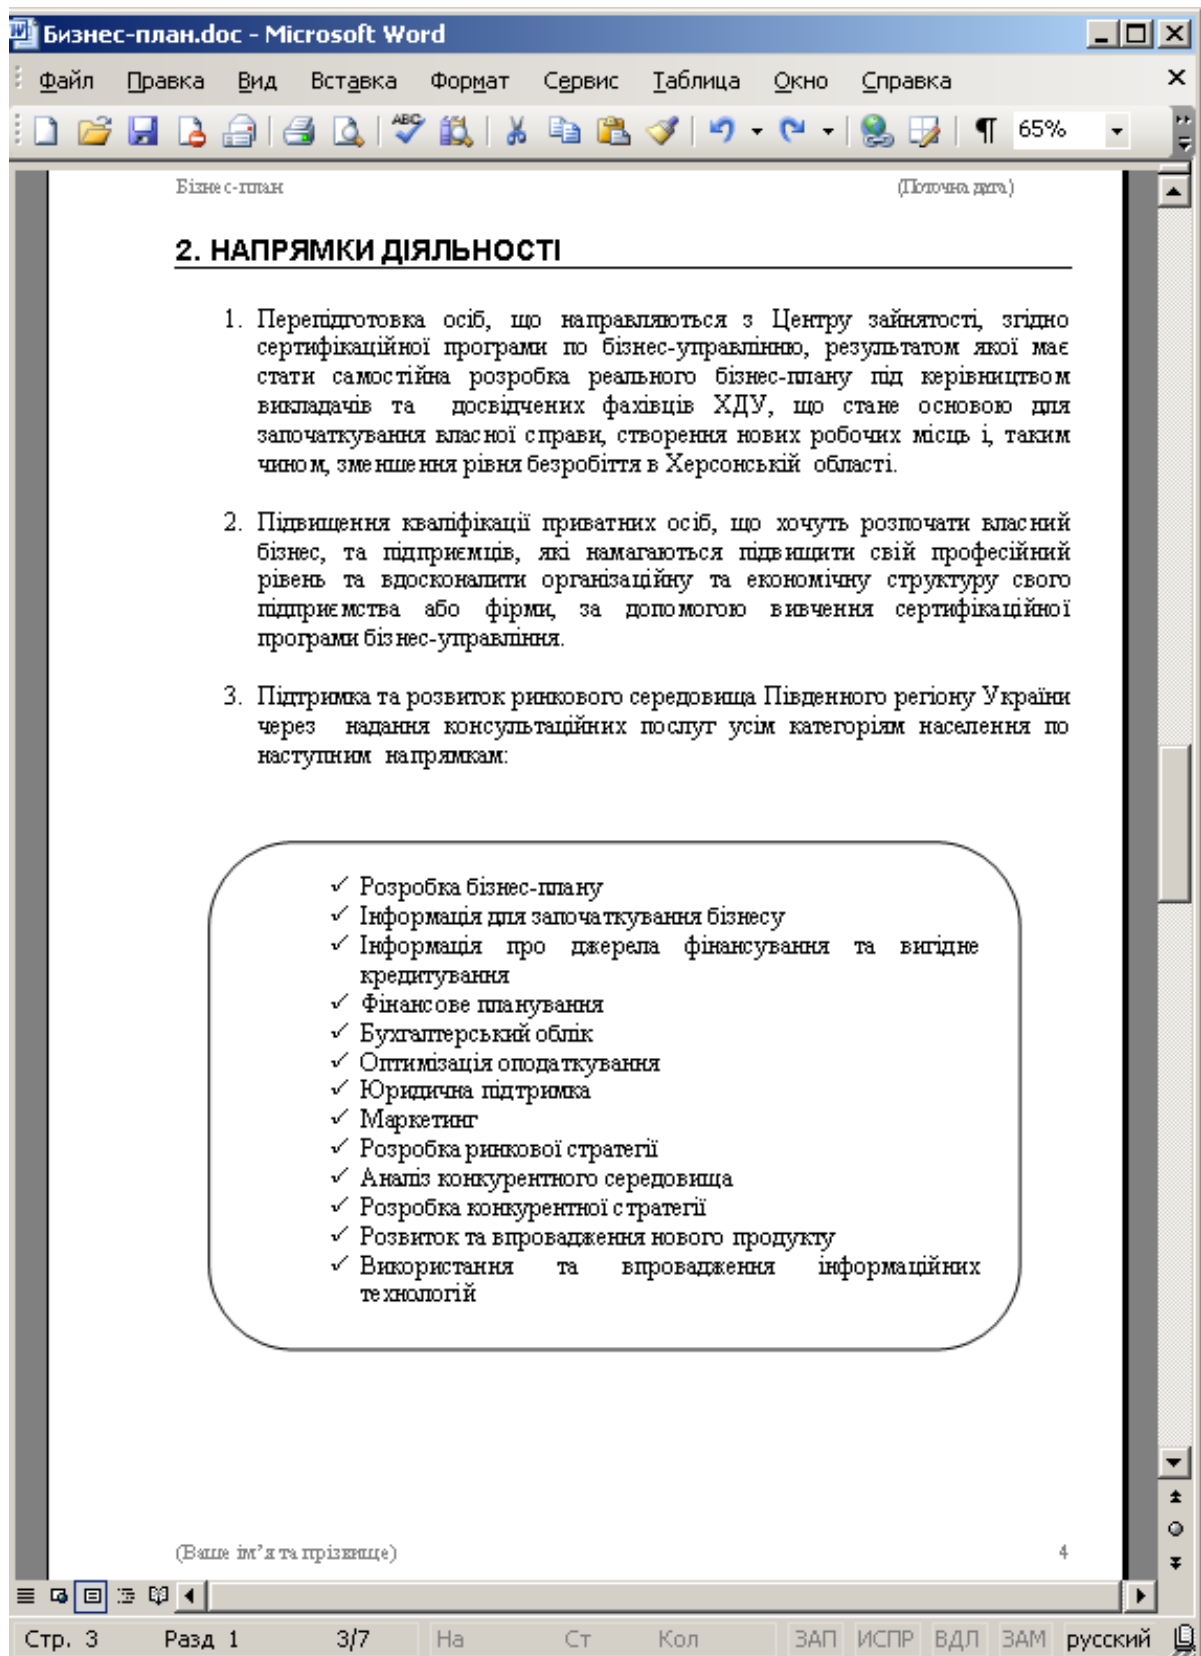 Бизнес-план.doc - Microsoft Word
Файл Правка Вид Вставка Формат Сервис Таблица Окно Справка
65%
Бізнес-план (Поточна дата)
2. НАПРЯМКИ ДІЯЛЬНОСТІ
1. Перепідготовка осіб, що направляються з Центру зайнятості, згідно
сертифікаційної програми по бізнес-управлінню, результатом якої має
стати самостійна розробка реального бізнес-плану під керівництвом
викладачів та досвідчених фахівців ХДУ, що стане основою для
започаткування власної справи, створення нових робочих місць і, таким
чином, зменшення рівня безробіття в Херсонській області.
2. Підвищення кваліфікації приватних осіб, що хочуть розпочати власний
бізнес, та підприємців, які намагаються підвищити свій професійний
рівень та вдосконалити організаційну та економічну структуру свого
підприємства або фірми, за допомогою вивчення сертифікаційної
програми бізнес-управління.
3. Підтримка та розвиток ринкового середовища Південного регіону України
через надання консультаційних послуг усім категоріям населення по
наступним напрямкам:
✓ Розробка бізнес-плану
✓ Інформація для започаткування бізнесу
✓ Інформація про джерела фінансування та вигідне
кредитування
✓ Фінансове планування
✓ Бухгалтерський облік
✓ Оптимізація оподаткування
✓ Юридична підтримка
✓ Маркетинг
✓ Розробка ринкової стратегії
✓ Аналіз конкурентного середовища
✓ Розробка конкурентної стратегії
✓ Розвиток та впровадження нового продукту
✓ Використання та впровадження інформаційних
технологій
(Ваше ім’я та прізвище) 4
Стр. 3 Разд 1 3/7 На Ст Кол ЗАП ИСПР ВДЛ ЗАМ русский